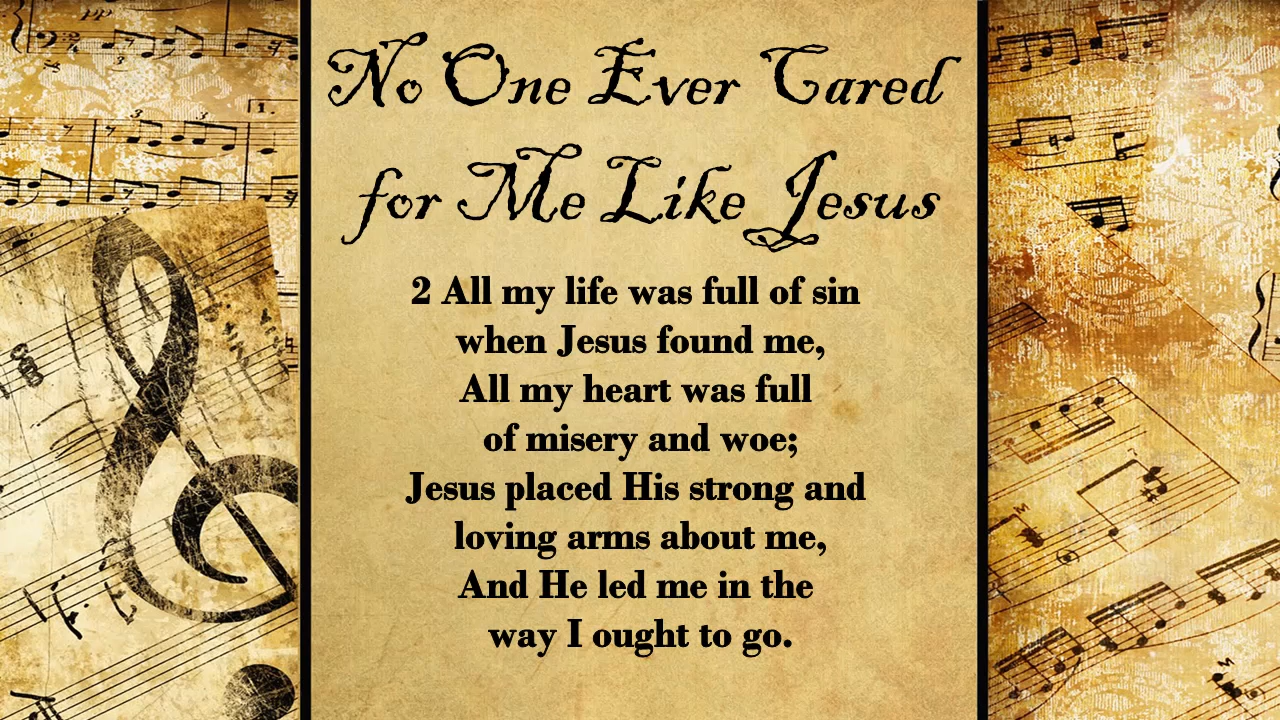 No One Ever Cared
for Me Like Jesus
2 All my life was full of sin
when Jesus found me,
All my heart was full
of misery and woe;
Jesus placed His strong and
loving arms about me,
And He led me in the
way I ought to go.